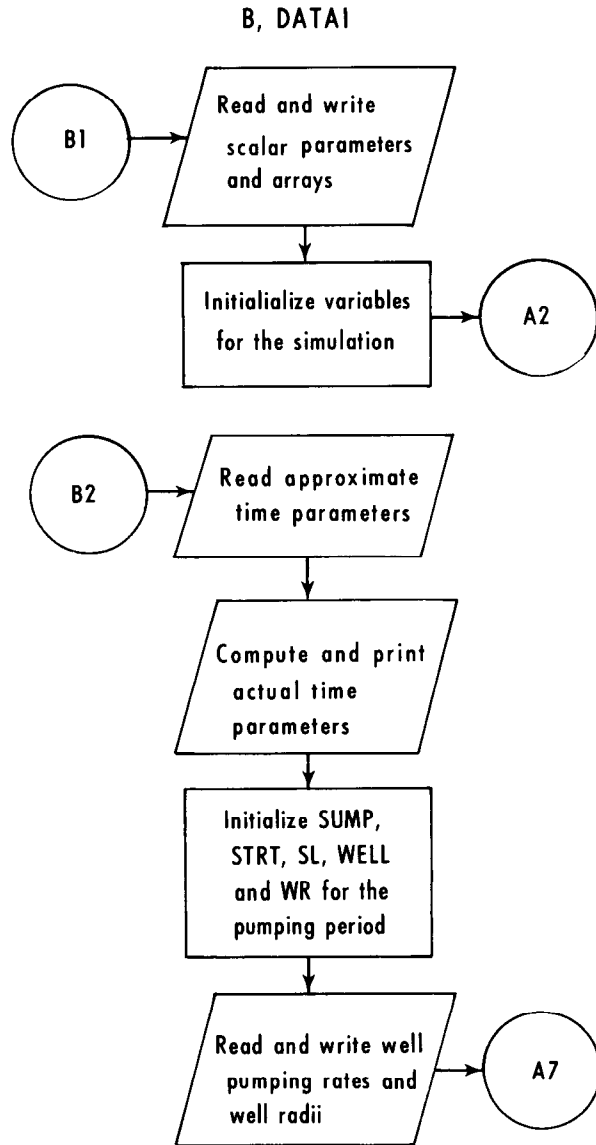 B, DATAI
B1
Read and write
scalar parameters
and arrays
Initialialize variables
for the simulation
A2
B2
Read approximate
time parameters
Compute and print
actual time
parameters
Initialize SUMP,
STRT, SL, WELL
and WR for the
pumping period
Read and write well
pumping rates and
well radii
A7